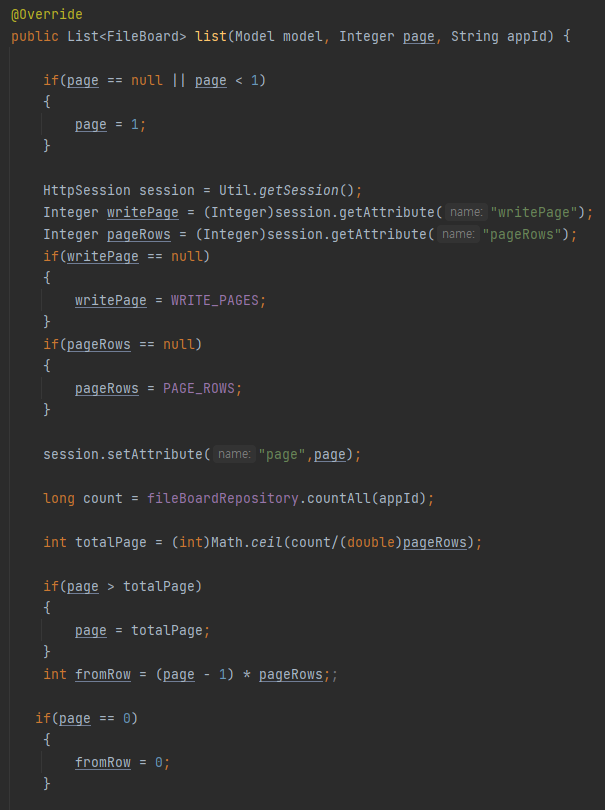 @Override
public List<FileBoard> list(Model model, Integer page, String appId) {
if(page == null || page < 1)
{
page = 1;
}
HttpSession session = Util.getSession();
Integer writePage = (Integer)session.getAttribute( name: "writePage");
Integer pageRows = (Integer)session.getAttribute( name: "pageRows");
if(writePage == null)
{
writePage = WRITE_PAGES;
}
if(pageRows == null)
{
pageRows = PAGE_ROWS;
}
session.setAttribute( name: "page",page);
long count = fileBoardRepository.countAll(appId);
int totalPage = (int)Math.ceil(count/(double)pageRows);
if(page > totalPage)
{
page = totalPage;
}
int fromRow = (page - 1) * pageRows;;
if(page == 0)
{
fromRow = 0;
}